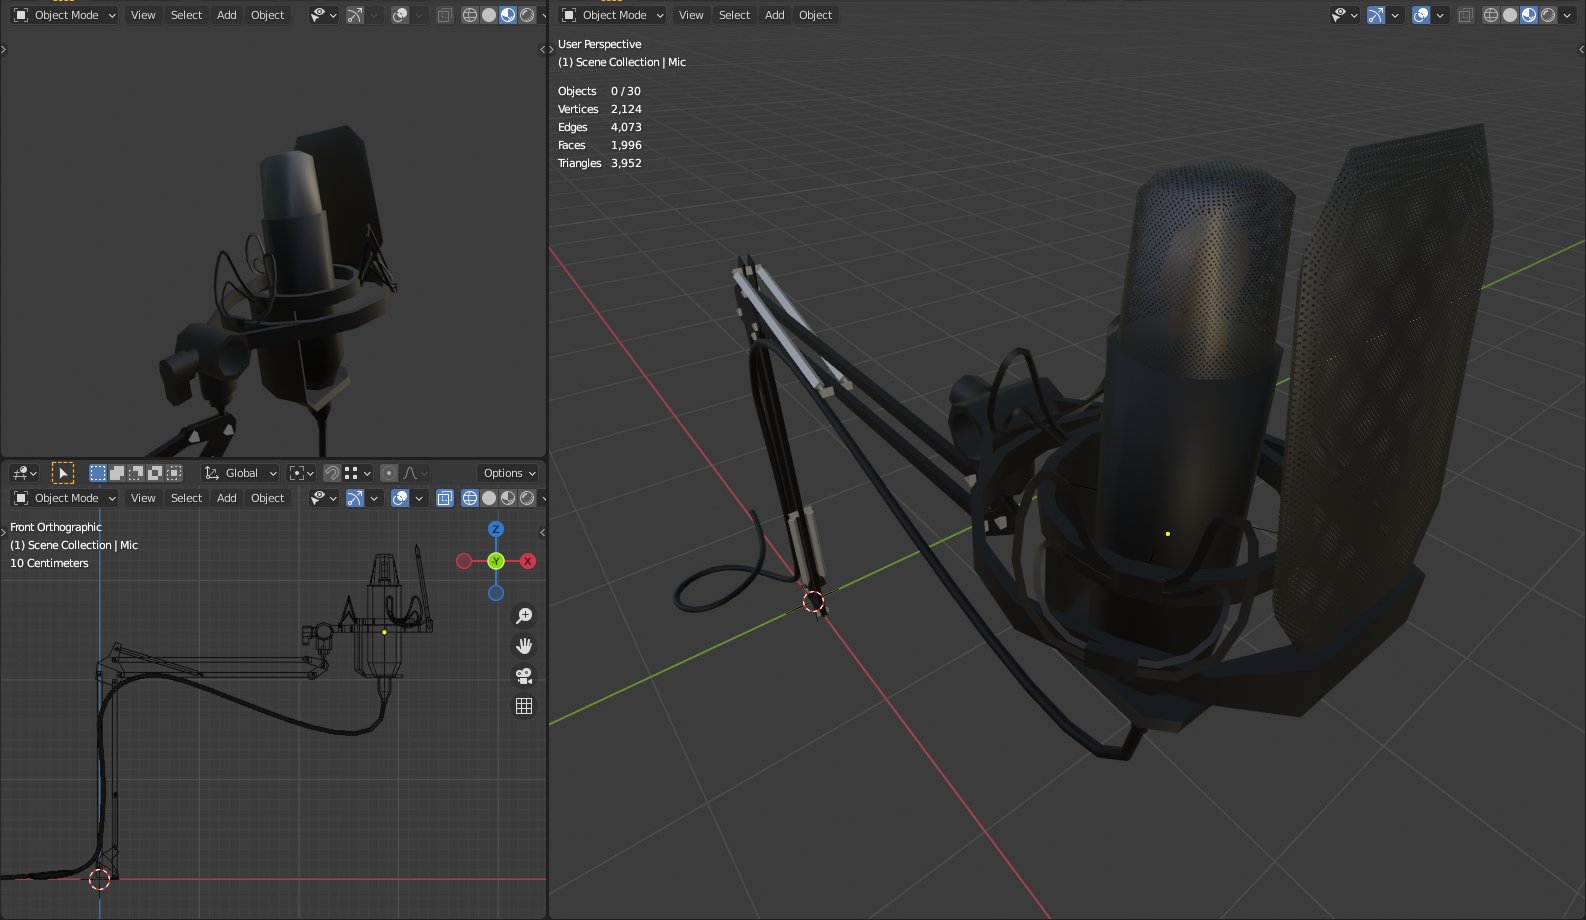 Object Mode View Select Add Object
Object Mode View Select Add Object
User Perspective
(1) Scene Collection | Mic
Objects 0 / 30
Vertices 2,124
Edges 4,073
Faces 1,996
Triangles 3,952
Global Options
Object Mode View Select Add Object
Front Orthographic
(1) Scene Collection | Mic
10 Centimeters
Z
-Y
X